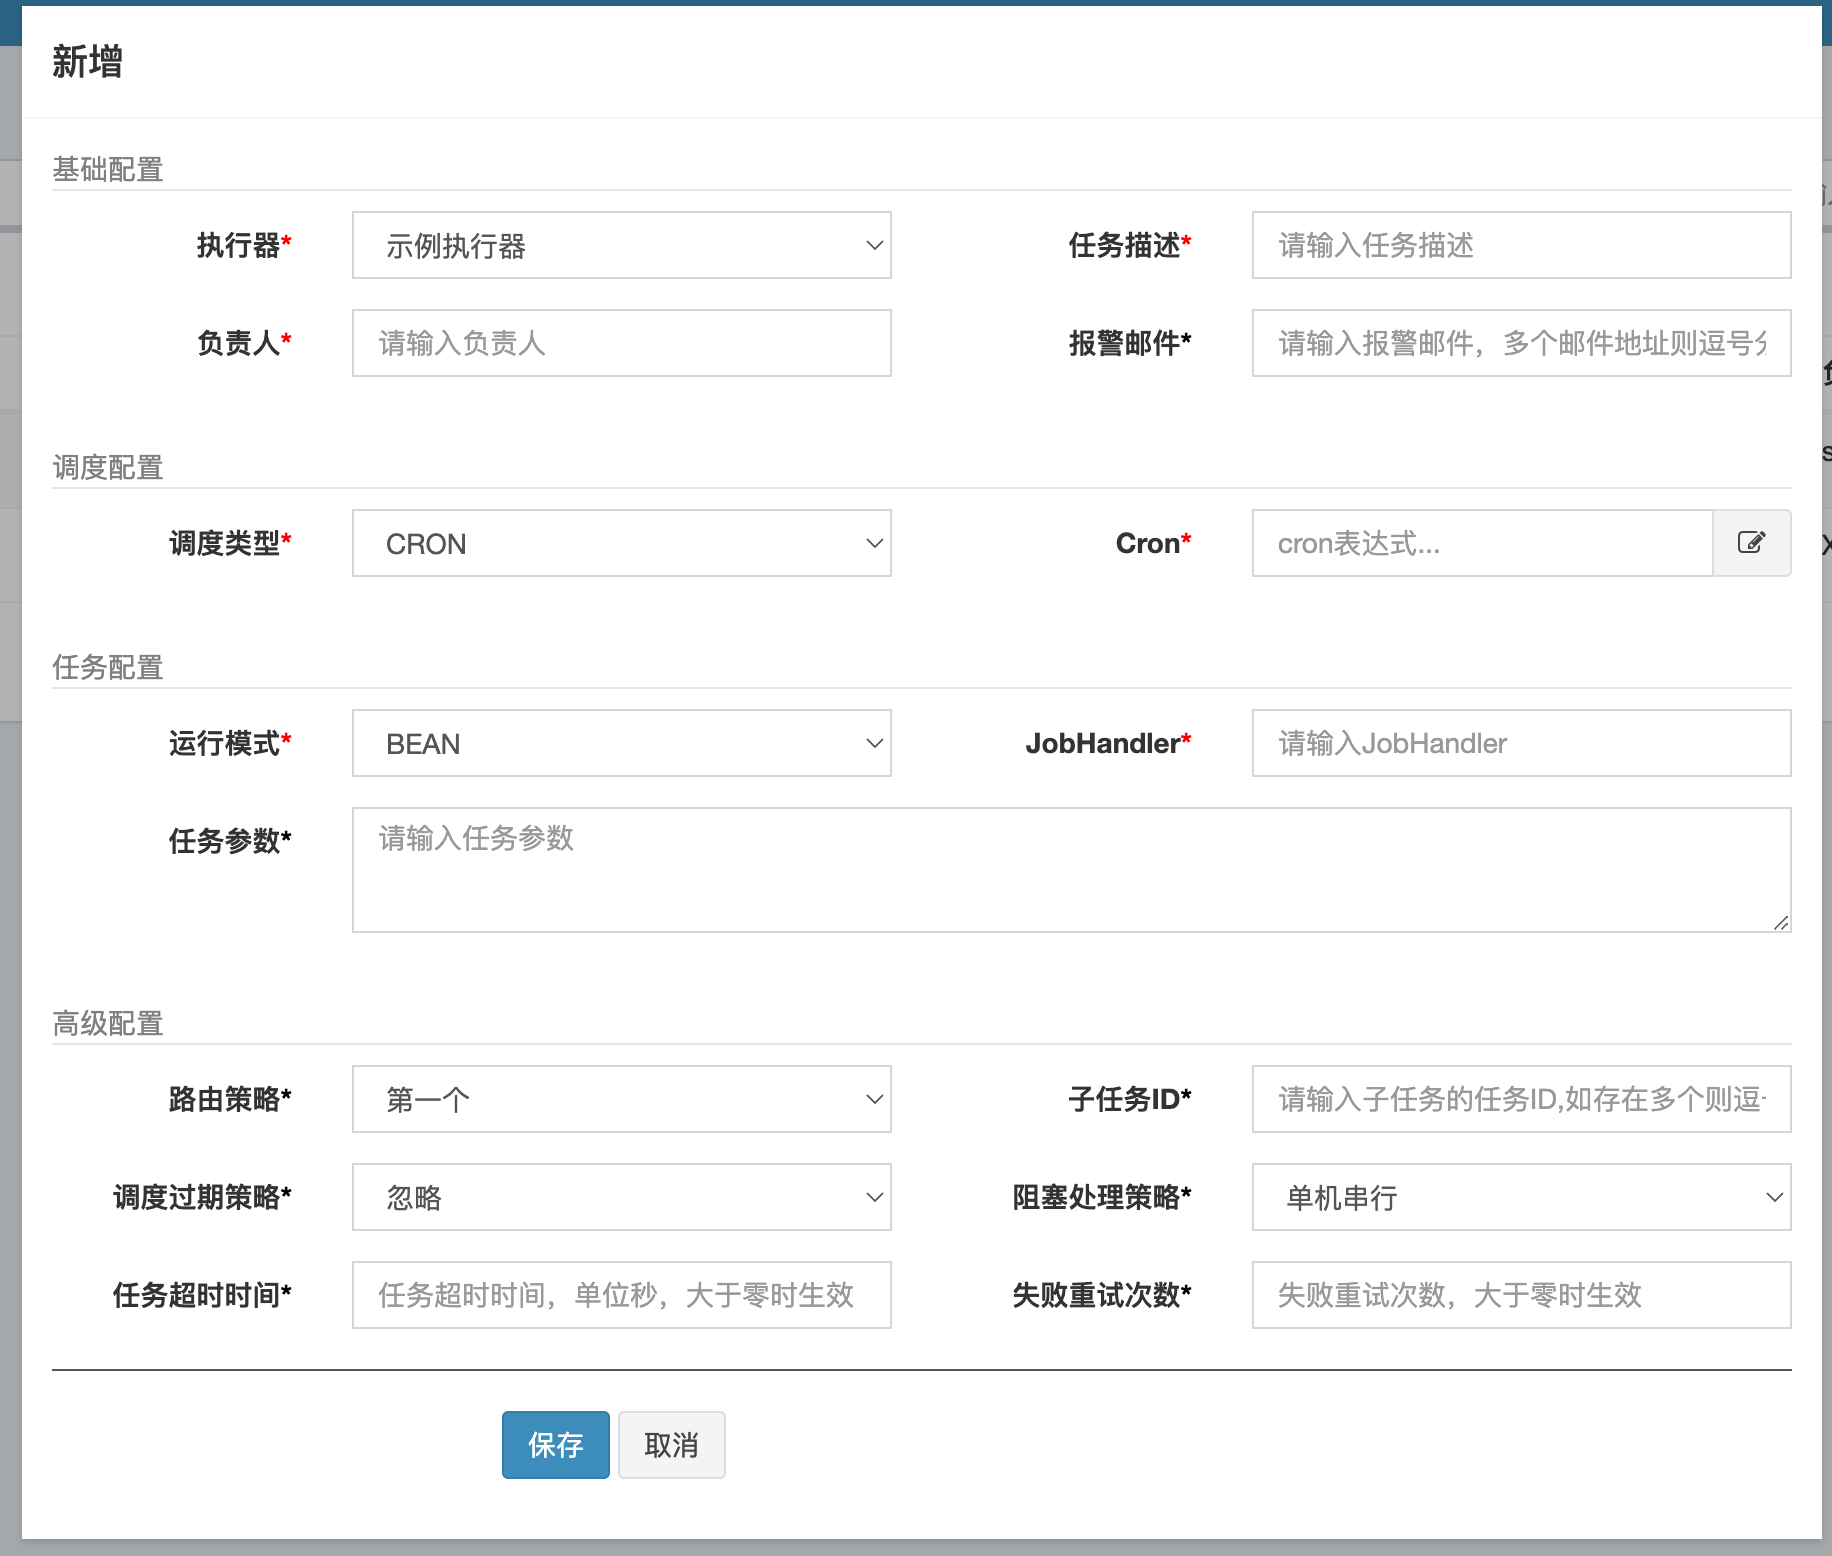 新增
基础配置
执行器* 示例执行器 任务描述* 请输入任务描述
负责人* 请输入负责人 报警邮件* 请输入报警邮件，多个邮件地址则逗号
调度配置
调度类型* CRON Cron* cron表达式...
任务配置
运行模式* BEAN JobHandler* 请输入JobHandler
任务参数* 请输入任务参数
高级配置
路由策略* 第一个 子任务ID* 请输入子任务的任务ID,如存在多个则逗
调度过期策略* 忽略 阻塞处理策略* 单机串行
任务超时时间* 任务超时时间，单位秒，大于零时生效 失败重试次数* 失败重试次数，大于零时生效
保存 取消